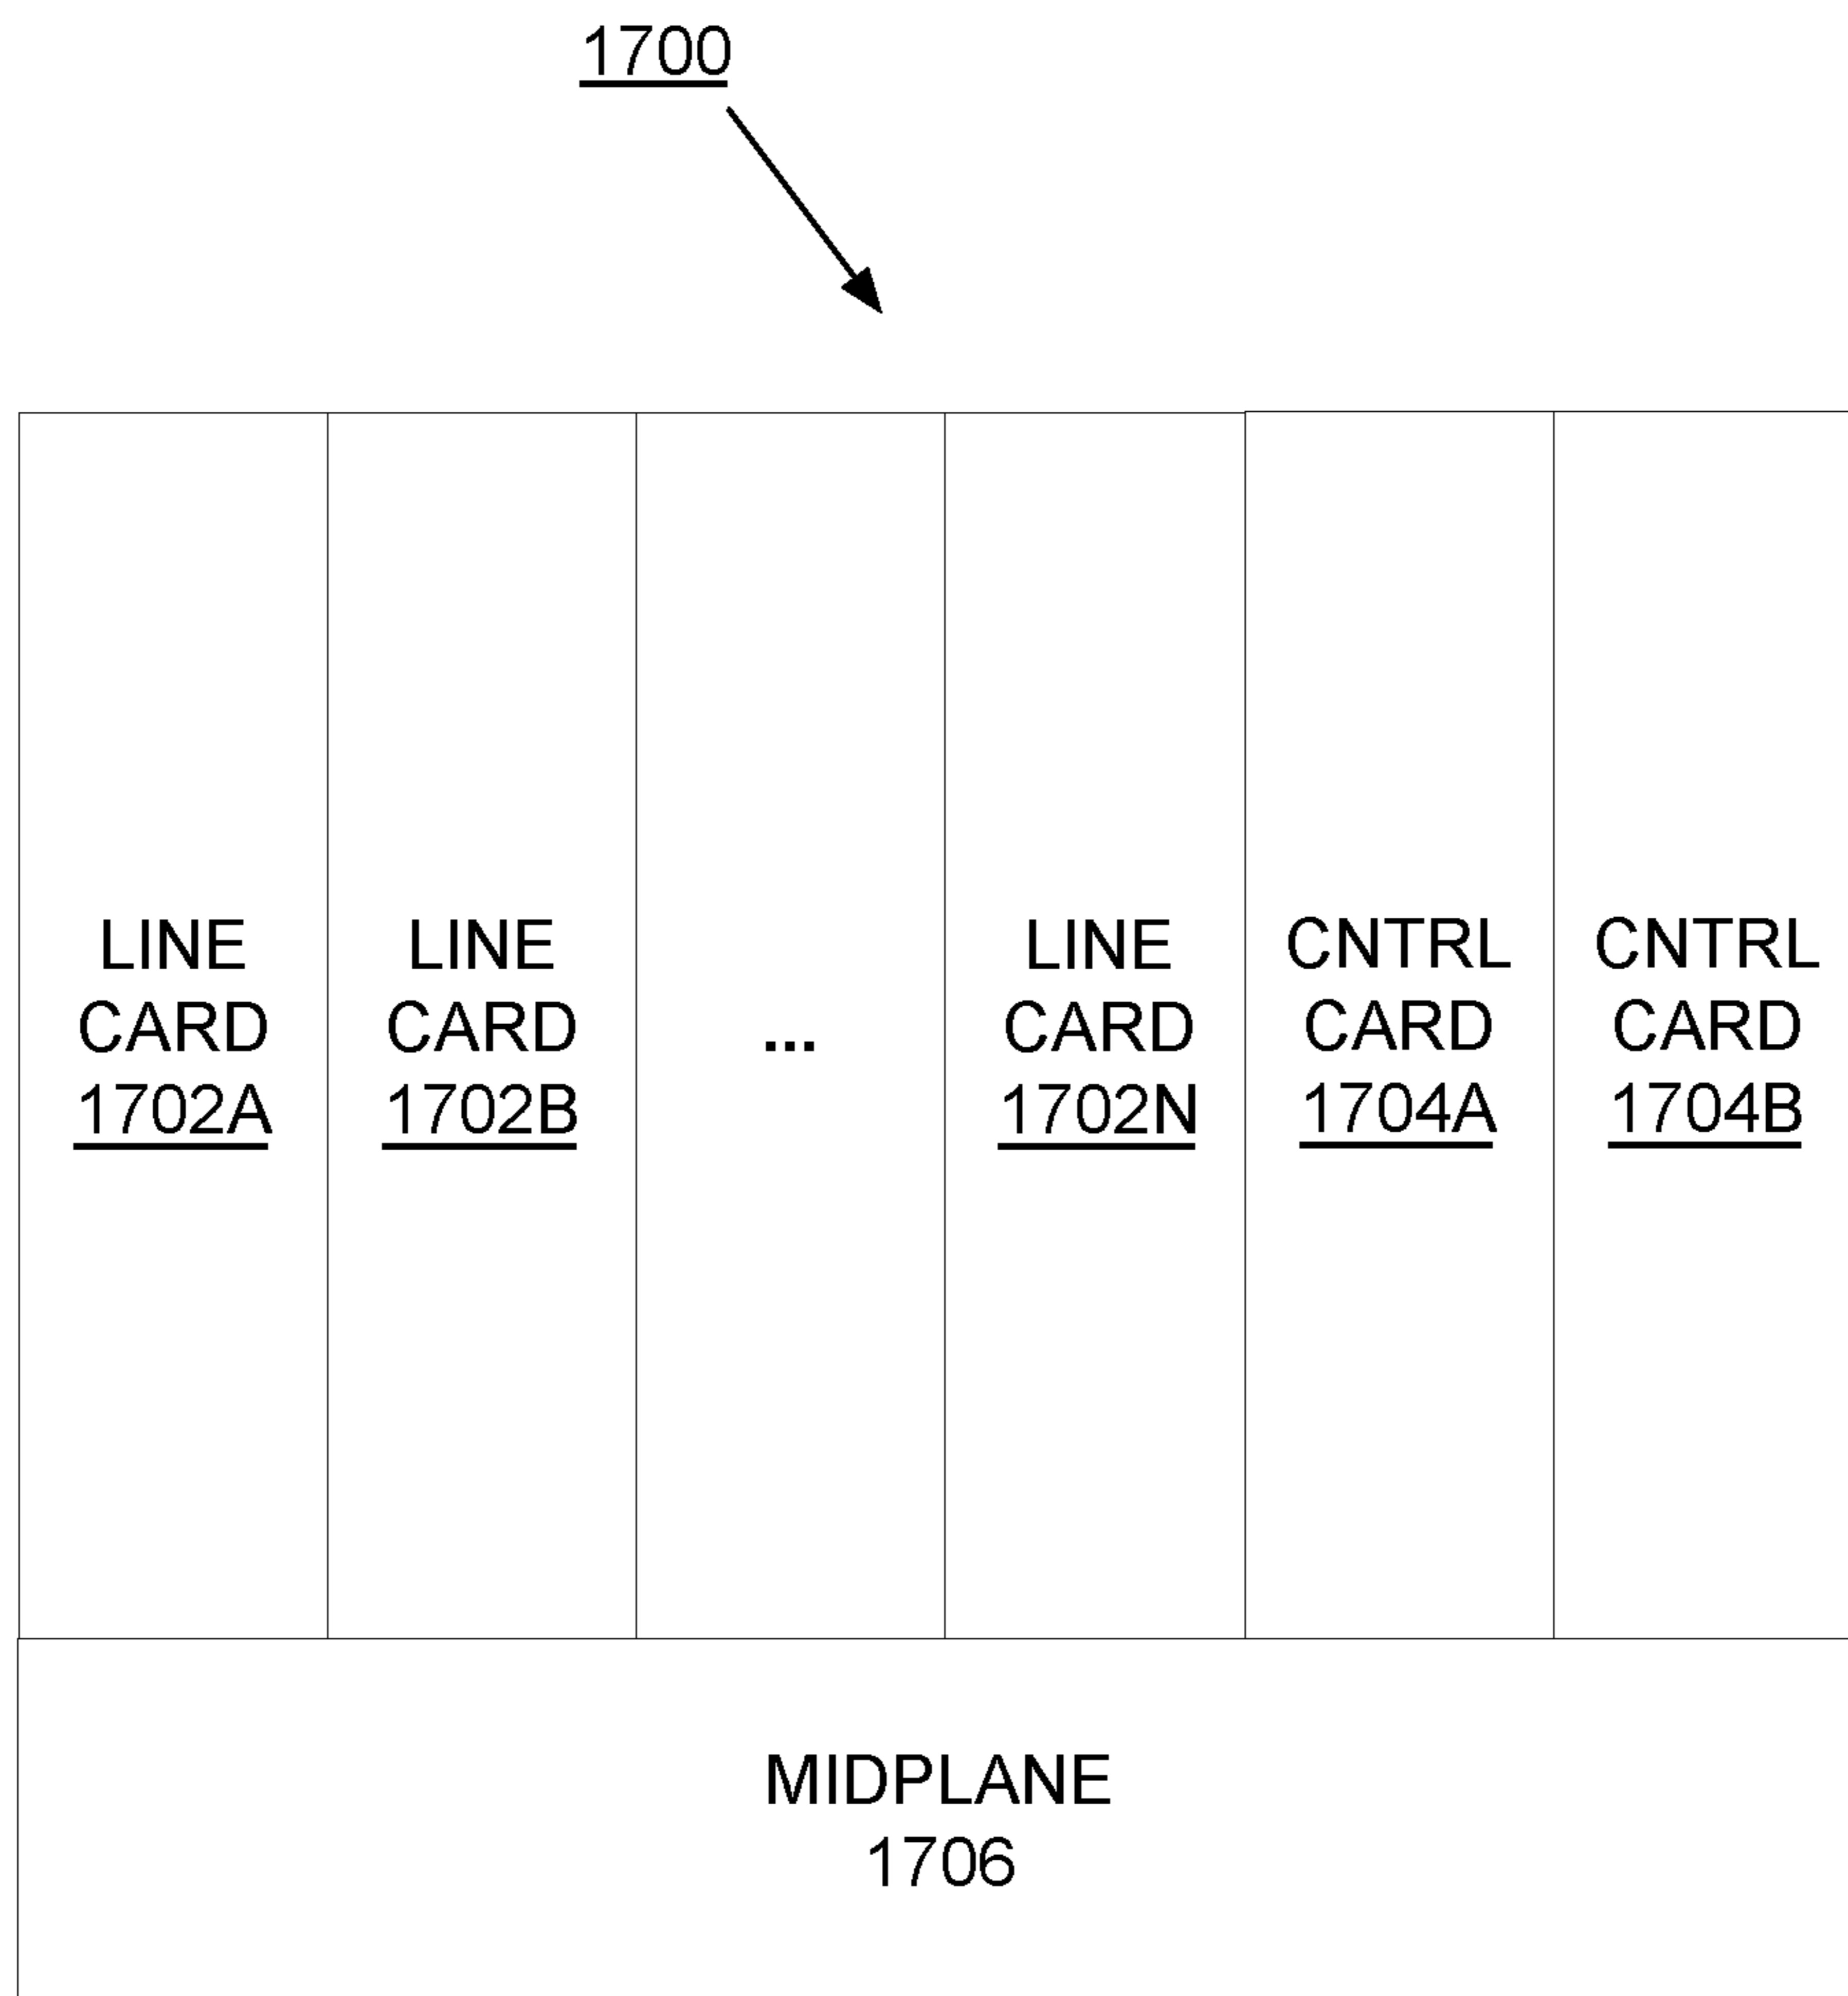 1700
LINE
CARD
1702A
LINE
CARD
1702B
...
LINE
CARD
1702N
CNTRL
CARD
1704A
CNTRL
CARD
1704B
MIDPLANE
1706